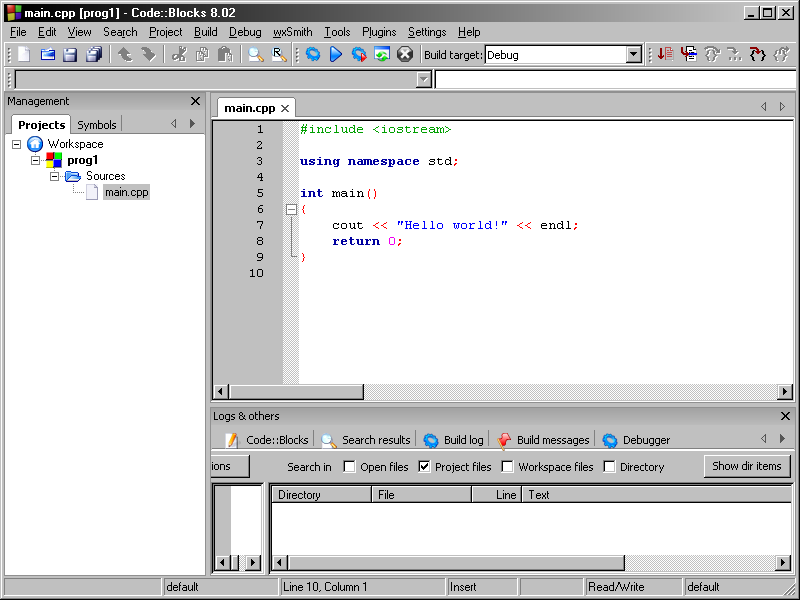 main.cpp [prog1] - Code::Blocks 8.02
File Edit View Search Project Build Debug wxSmith Tools Plugins Settings Help
Build target: Debug
Management
Projects Symbols
Workspace
prog1
Sources
main.cpp
main.cpp
1 #include <iostream>
2
3 using namespace std;
4
5 int main()
6 {
7 cout << "Hello world!" << endl;
8 return 0;
9 }
10
Logs & others
Code::Blocks Search results Build log Build messages Debugger
ions Search in Open files Project files Workspace files Directory Show dir items
Directory File Line Text
default Line 10, Column 1 Insert Read/Write default